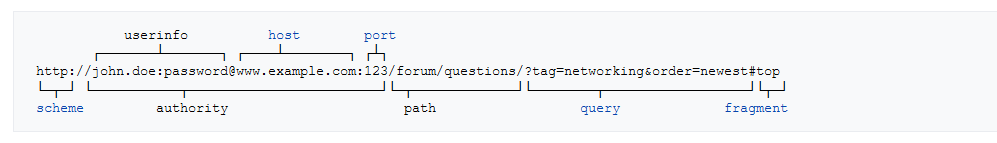 userinfo host port
http://john.doe:password@www.example.com:123/forum/questions/?tag=networking&order=newest#top
scheme authority path query fragment